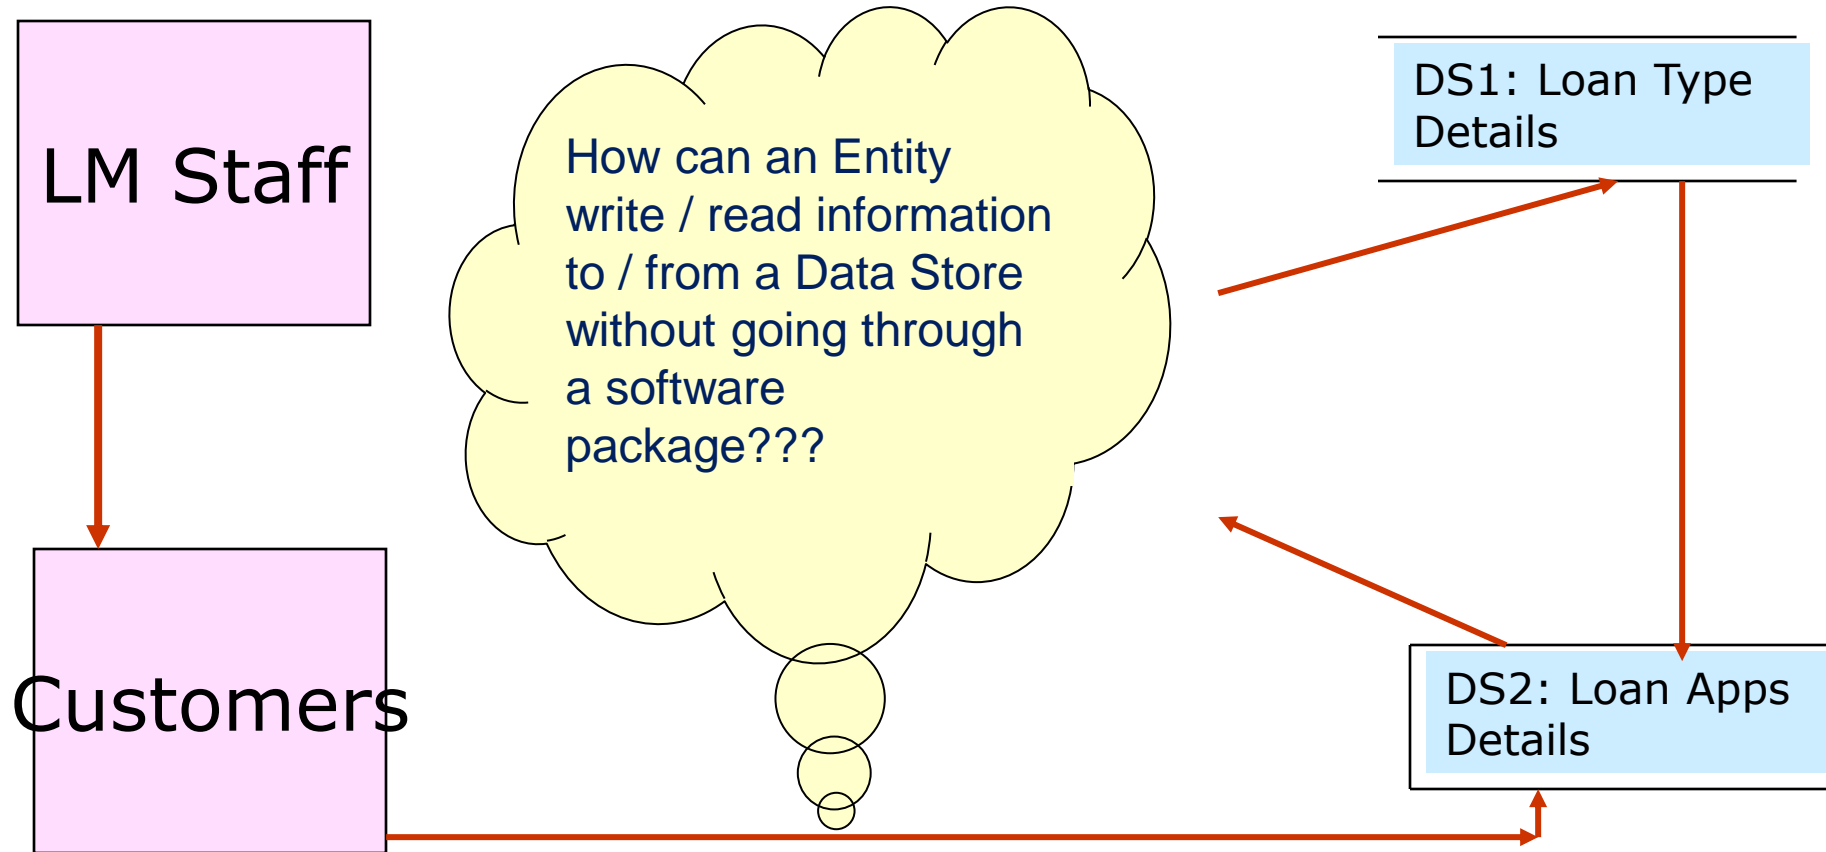 LM Staff
How can an Entity
write / read information
to / from a Data Store
without going through
a software
package???
DS1: Loan Type
Details
Customers
DS2: Loan Apps
Details